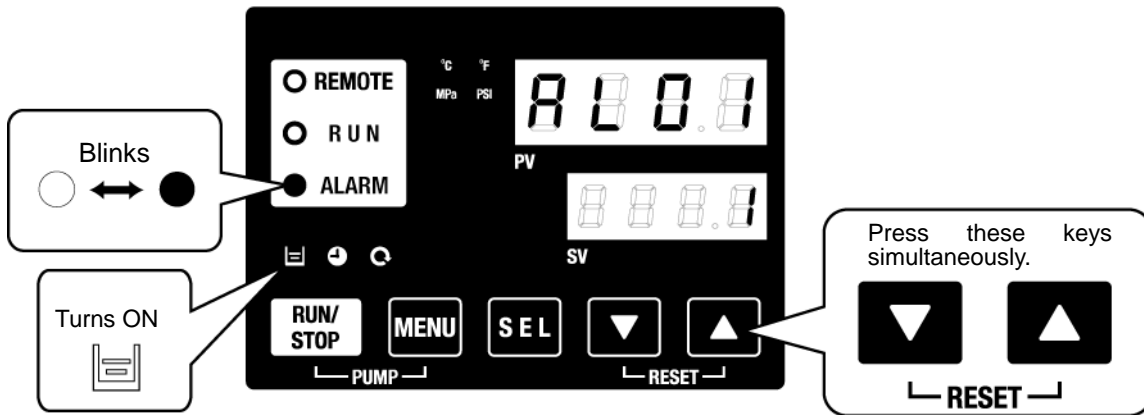 REMOTE
RUN
ALARM
°C °F
MPa PSI
AL01
PV
1
SV
Blinks
Turns ON
RUN/
STOP
MENU
SEL
PUMP
RESET
Press these keys
simultaneously.
RESET